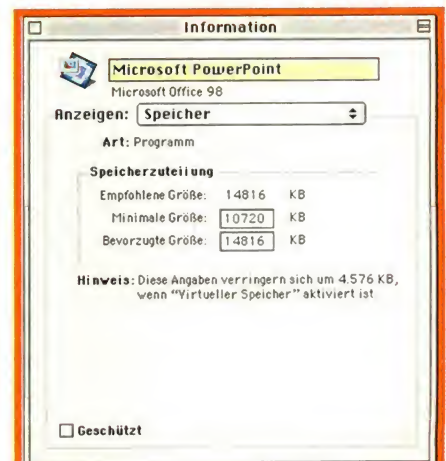 Information
Microsoft PowerPoint
Microsoft Office 98
Anzeigen: Speicher
Art: Programm
Speicherzuteilung
Empfohlene Größe: 14816 KB
Minimale Größe: 10720 KB
Bevorzugte Größe: 14816 KB
Hinweis: Diese Angaben verringern sich um 4.576 KB,
wenn “Virtueller Speicher” aktiviert ist
Geschützt